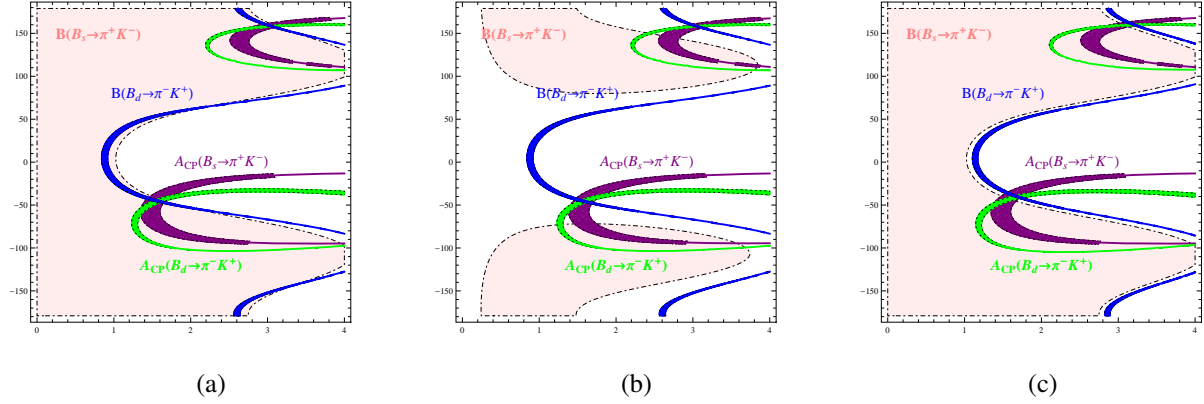 B(B_s→π⁺K⁻)
B(B_d→π⁻K⁺)
A_CP(B_s→π⁺K⁻)
A_CP(B_d→π⁻K⁺)
150
100
50
0
−50
−100
−150
0 1 2 3 4
(a)
B(B_s→π⁺K⁻)
B(B_d→π⁻K⁺)
A_CP(B_s→π⁺K⁻)
A_CP(B_d→π⁻K⁺)
150
100
50
0
−50
−100
−150
0 1 2 3 4
(b)
B(B_s→π⁺K⁻)
B(B_d→π⁻K⁺)
A_CP(B_s→π⁺K⁻)
A_CP(B_d→π⁻K⁺)
150
100
50
0
−50
−100
−150
0 1 2 3 4
(c)